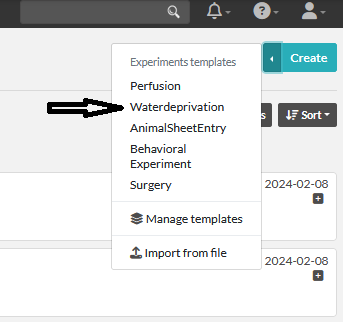 Experiments templates
Create
Perfusion
Waterdeprivation
s
Sort
AnimalSheetEntry
Behavioral
Experiment
Surgery
2024-02-08
Manage templates
Import from file
2024-02-08